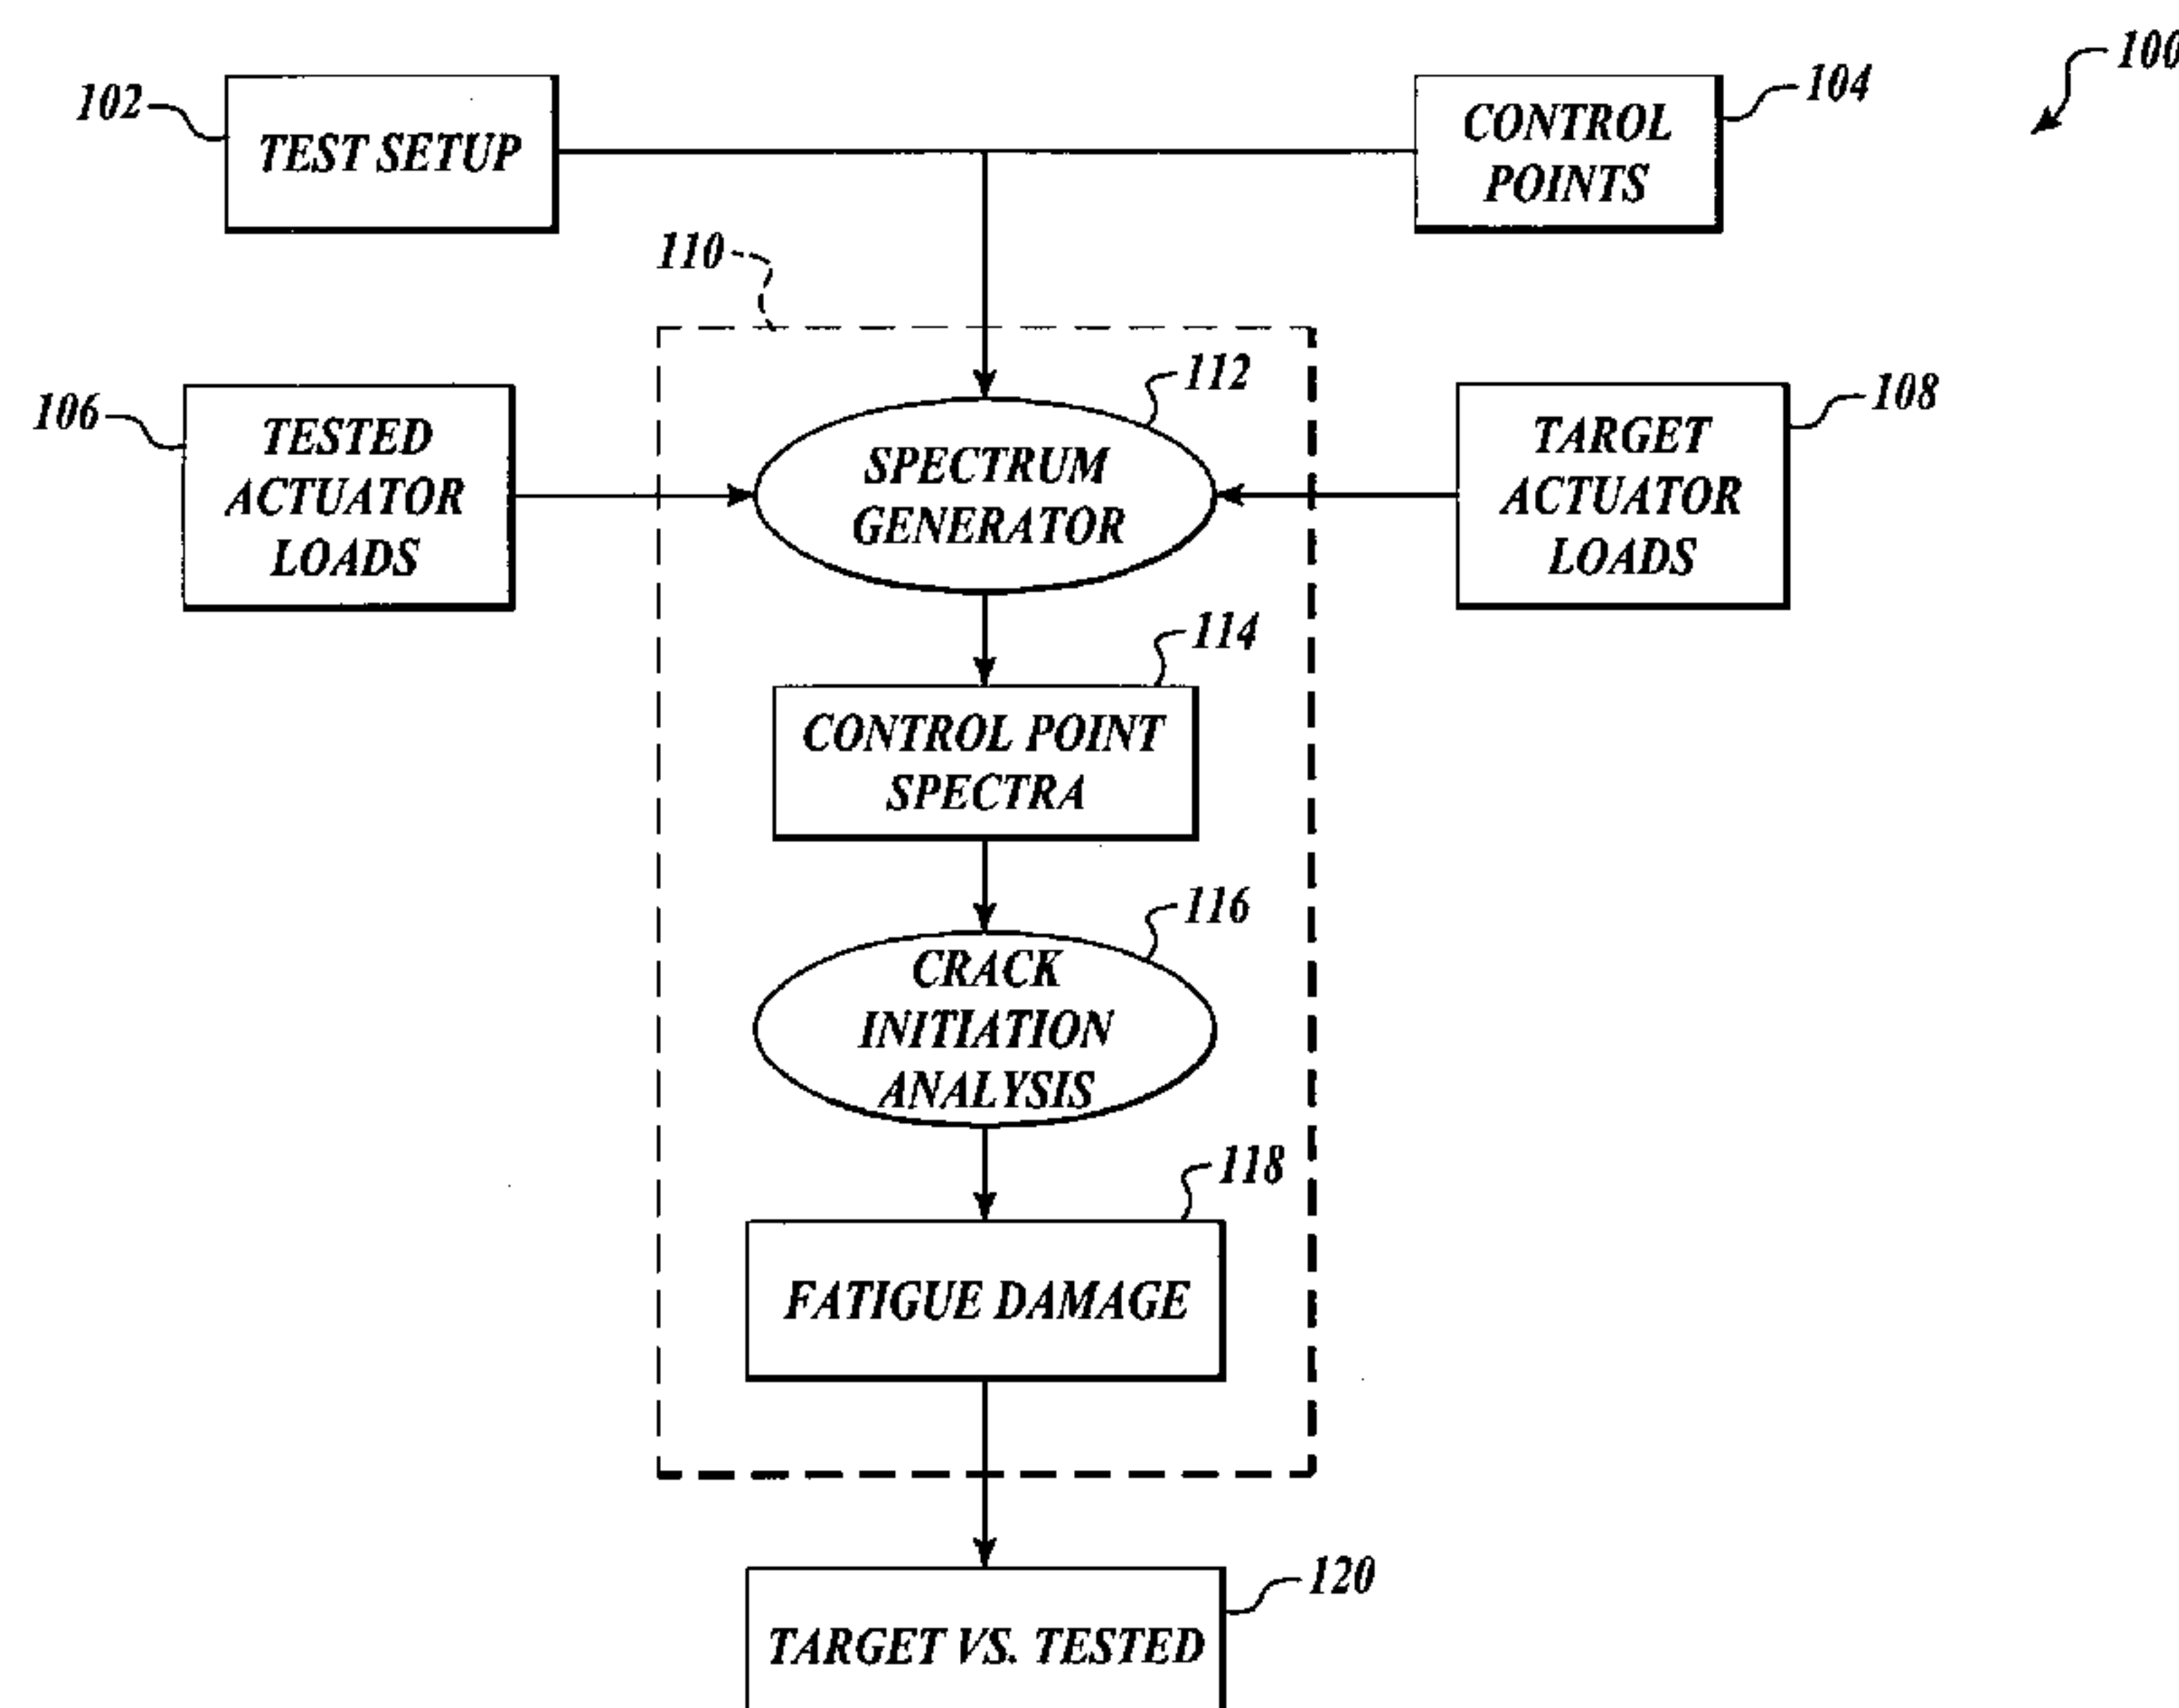 100
102
TEST SETUP
CONTROL
POINTS
104
110
106
TESTED
ACTUATOR
LOADS
112
SPECTRUM
GENERATOR
TARGET
ACTUATOR
LOADS
108
114
CONTROL POINT
SPECTRA
116
CRACK
INITIATION
ANALYSIS
118
FATIGUE DAMAGE
120
TARGET VS. TESTED